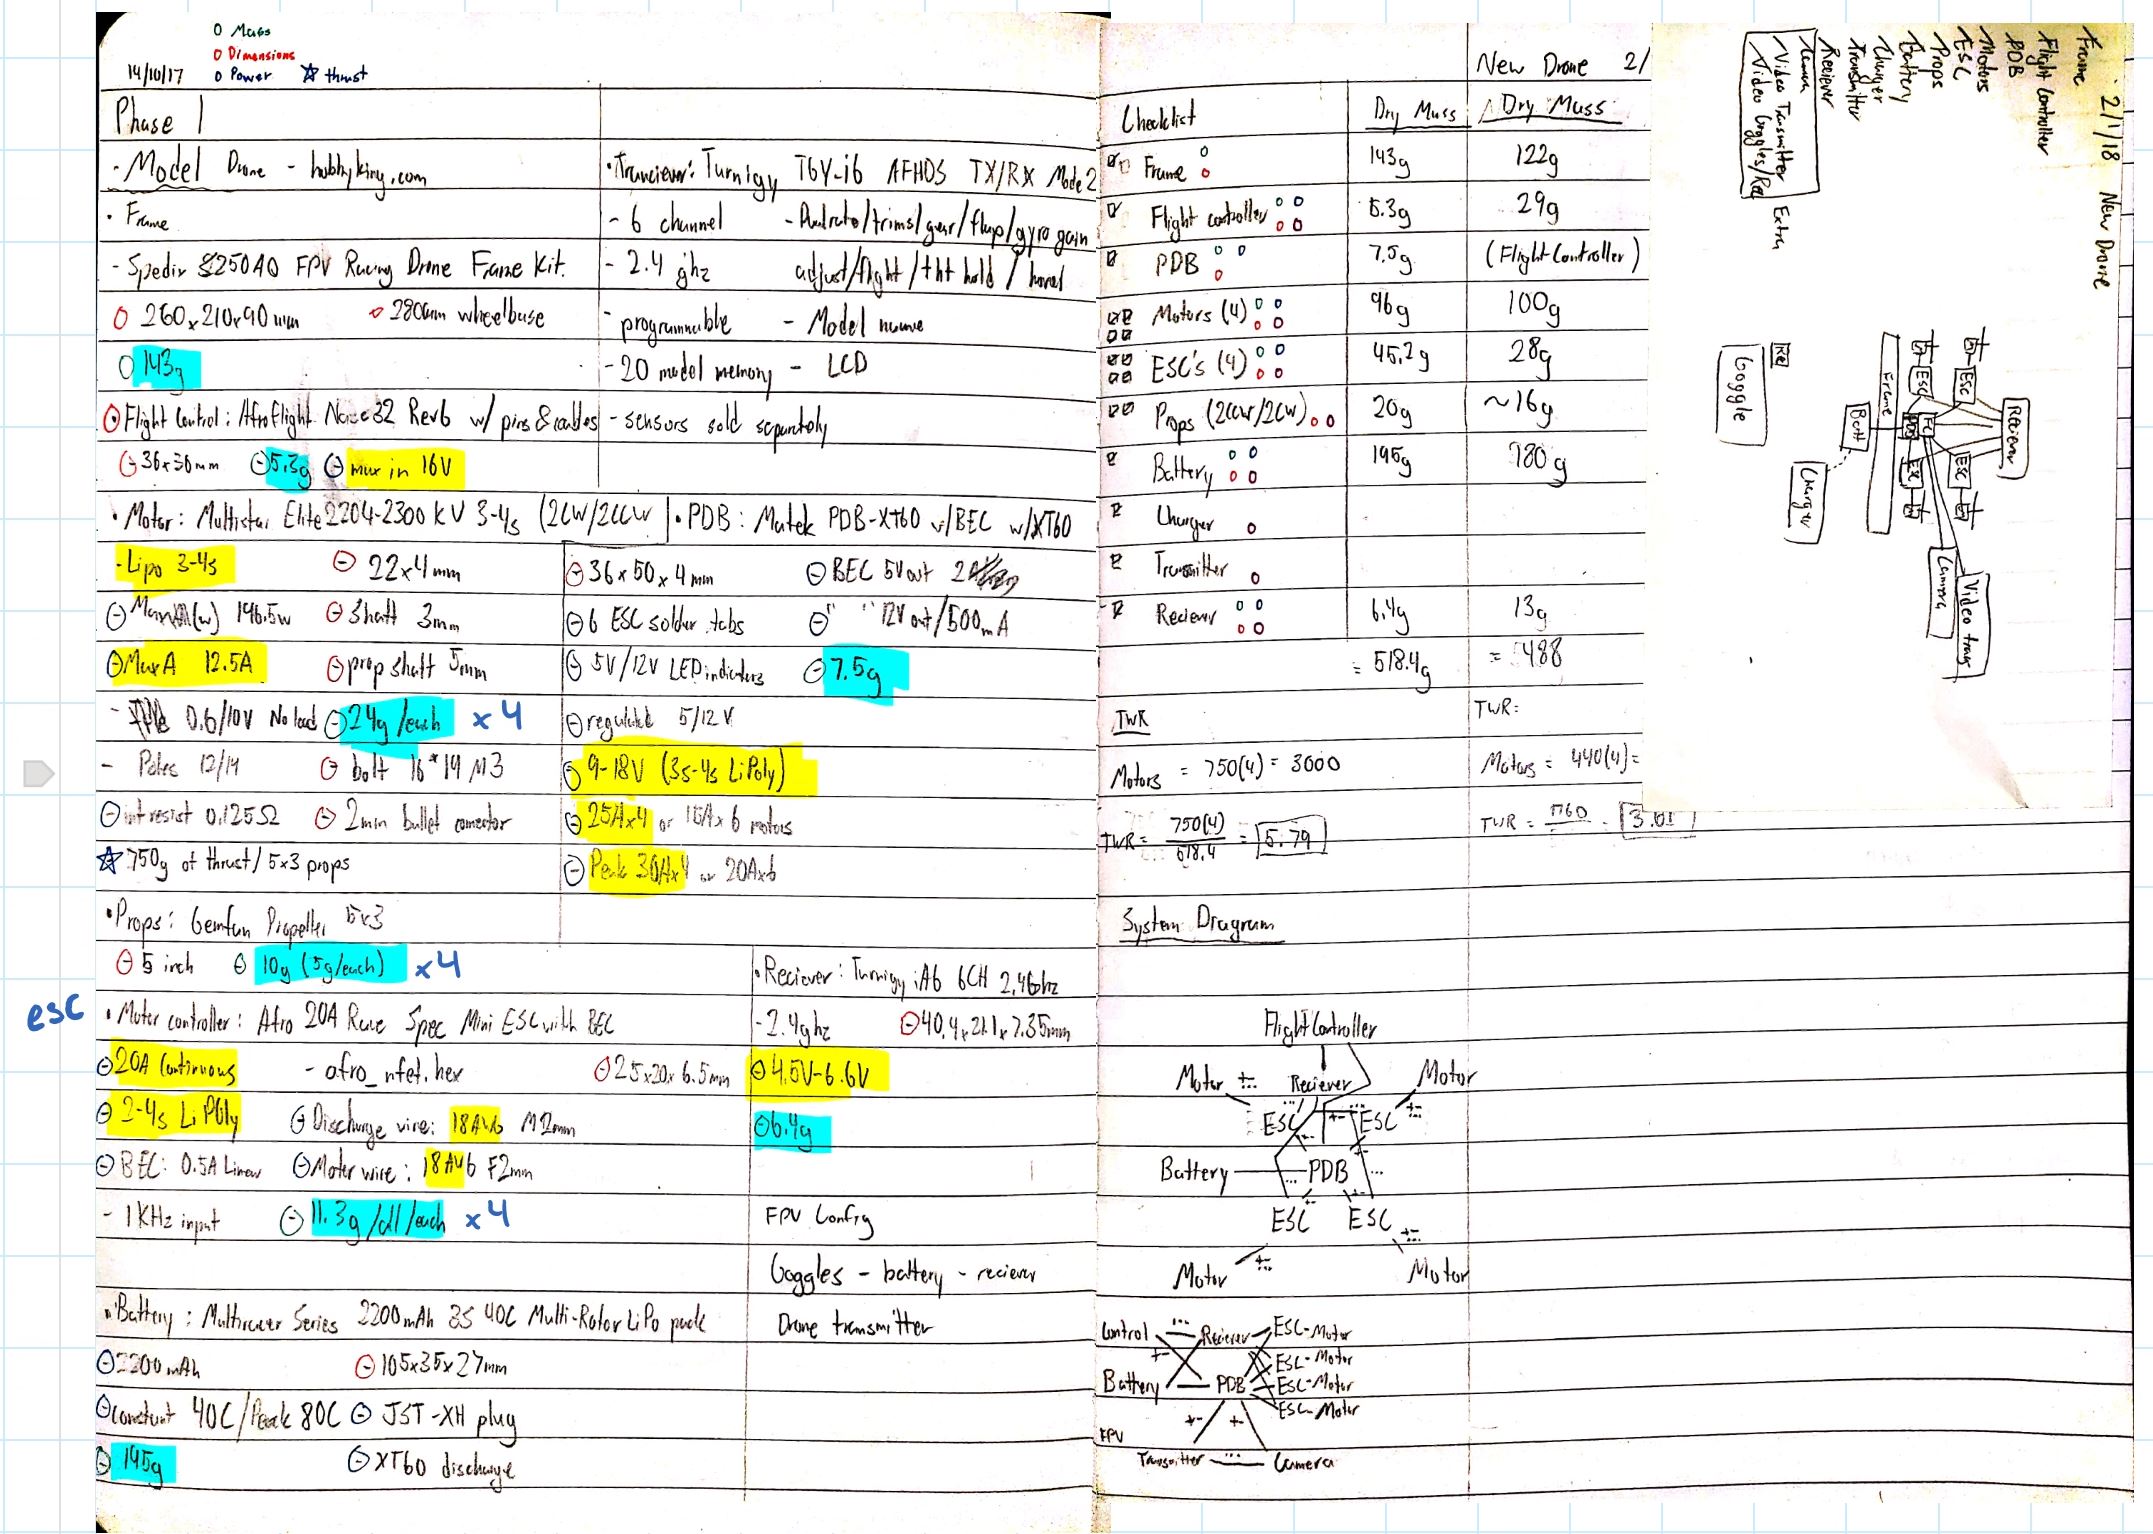 O Mass
O Dimensions
14/10/17 O Power ☆ thrust
Phase 1
- Model Drone - hobbyking.com
• Frame
- Spedix S250AQ FPV Racing Drone Frame Kit.
O 260x210x90mm O 280mm wheelbase
O 143g
O Flight Control: Afroflight Naze32 Rev6 w/ pins & cables
O 36x36mm O 5.3g O max in 16V
• Motor: Multistar Elite 2204-2300 KV 3-4s (2CW/2CCW
- Lipo 3-4s O 22x4mm
O Max (w) 146.5w O Shaft 3mm
O Max A 12.5A O prop shaft 5mm
- 0.6/10V No load O 24g/each x4
- Poles 12/14 O bolt 16*19 M3
O int resist 0.125Ω O 2mm bullet connector
☆ 750g of thrust/5x3 props
• Props: Gemfan Propeller 5x3
O 5 inch O 10g (5g/each) x4
esc
• Motor controller: Afro 20A Race Spec Mini ESC with BEC
O 20A Continuous - afro_nfet.hex O 25x20x6.5mm
O 2-4s LiPoly O Discharge wire: 18AWG M2mm
O BEC: 0.5A Linear O Motor wire: 18AWG F2mm
- 1KHz input O 11.3g/all/each x4
• Battery: Multirotor Series 2200mAh 3S 40C Multi-Rotor LiPo pack
O 2200mAh O 105x35x27mm
O constant 40C/Peak 80C O JST-XH plug
O 195g O XT60 discharge
• Tranciever: Turnigy TGY-i6 AFHDS TX/RX Mode 2
- 6 channel - Dualrate/trims/gear/flap/gyro gain
- 2.4 ghz adjust/flight/tht hold/hovel
- programmable - Model name
- 20 model memory - LCD
- sensors sold separately
• PDB: Matek PDB-XT60 w/BEC w/XT60
O 36x50x4mm O BEC 5V out 2A
O 6 ESC solder tabs O " " 12V out/500mA
O 5V/12V LED indicators O 7.5g
O regulated 5/12V
O 9-18V (3s-4s LiPoly)
O 25Ax4 or 15Ax6 motors
O Peak 30Ax4 or 20Ax6
• Reciever: Turnigy iA6 6CH 2.4Ghz
- 2.4ghz O 40.4x21.1x7.35mm
O 4.5V-6.6V
O 6.4g
FPV Config
Goggles - battery - reciever
Drone transmitter
New Drone 2/
Checklist Dry Mass Dry Mass
Frame 143g 122g
Flight controller 5.3g 29g
PDB 7.5g (Flight Controller)
Motors (4) 96g 100g
ESC's (4) 45.2g 28g
Props (2CCW/2CW) 20g ~16g
Battery 195g 180g
Charger
Transmitter
Reciever 6.4g 13g
= 518.4g = 488
TWR TWR:
Motors = 750(4) = 3000 Motors = 440(4)=
TWR = 750(4)/518.4 = 5.79 TWR = 1760 = 3.61
System Diagram
Flight Controller
Motor +- Reciever Motor
ESC ESC
Battery PDB ...
ESC ESC
Motor Motor
Control ... Reciever ESC-Motor
ESC-Motor
Battery PDB ESC-Motor
ESC-Motor
FPV
Transmitter ... Camera
2/1/18 New Drone
Frame
Flight Controller
PDB
Motors
ESC
Props
Battery
Charger
Transmitter
Reciever
Camera
Video Transmitter Extra
Video Goggles/Rec
Reciever
ESC ESC
FC
PDB
ESC ESC
Frame
Batt
Charger
Camera
Video trans
Re
Goggle